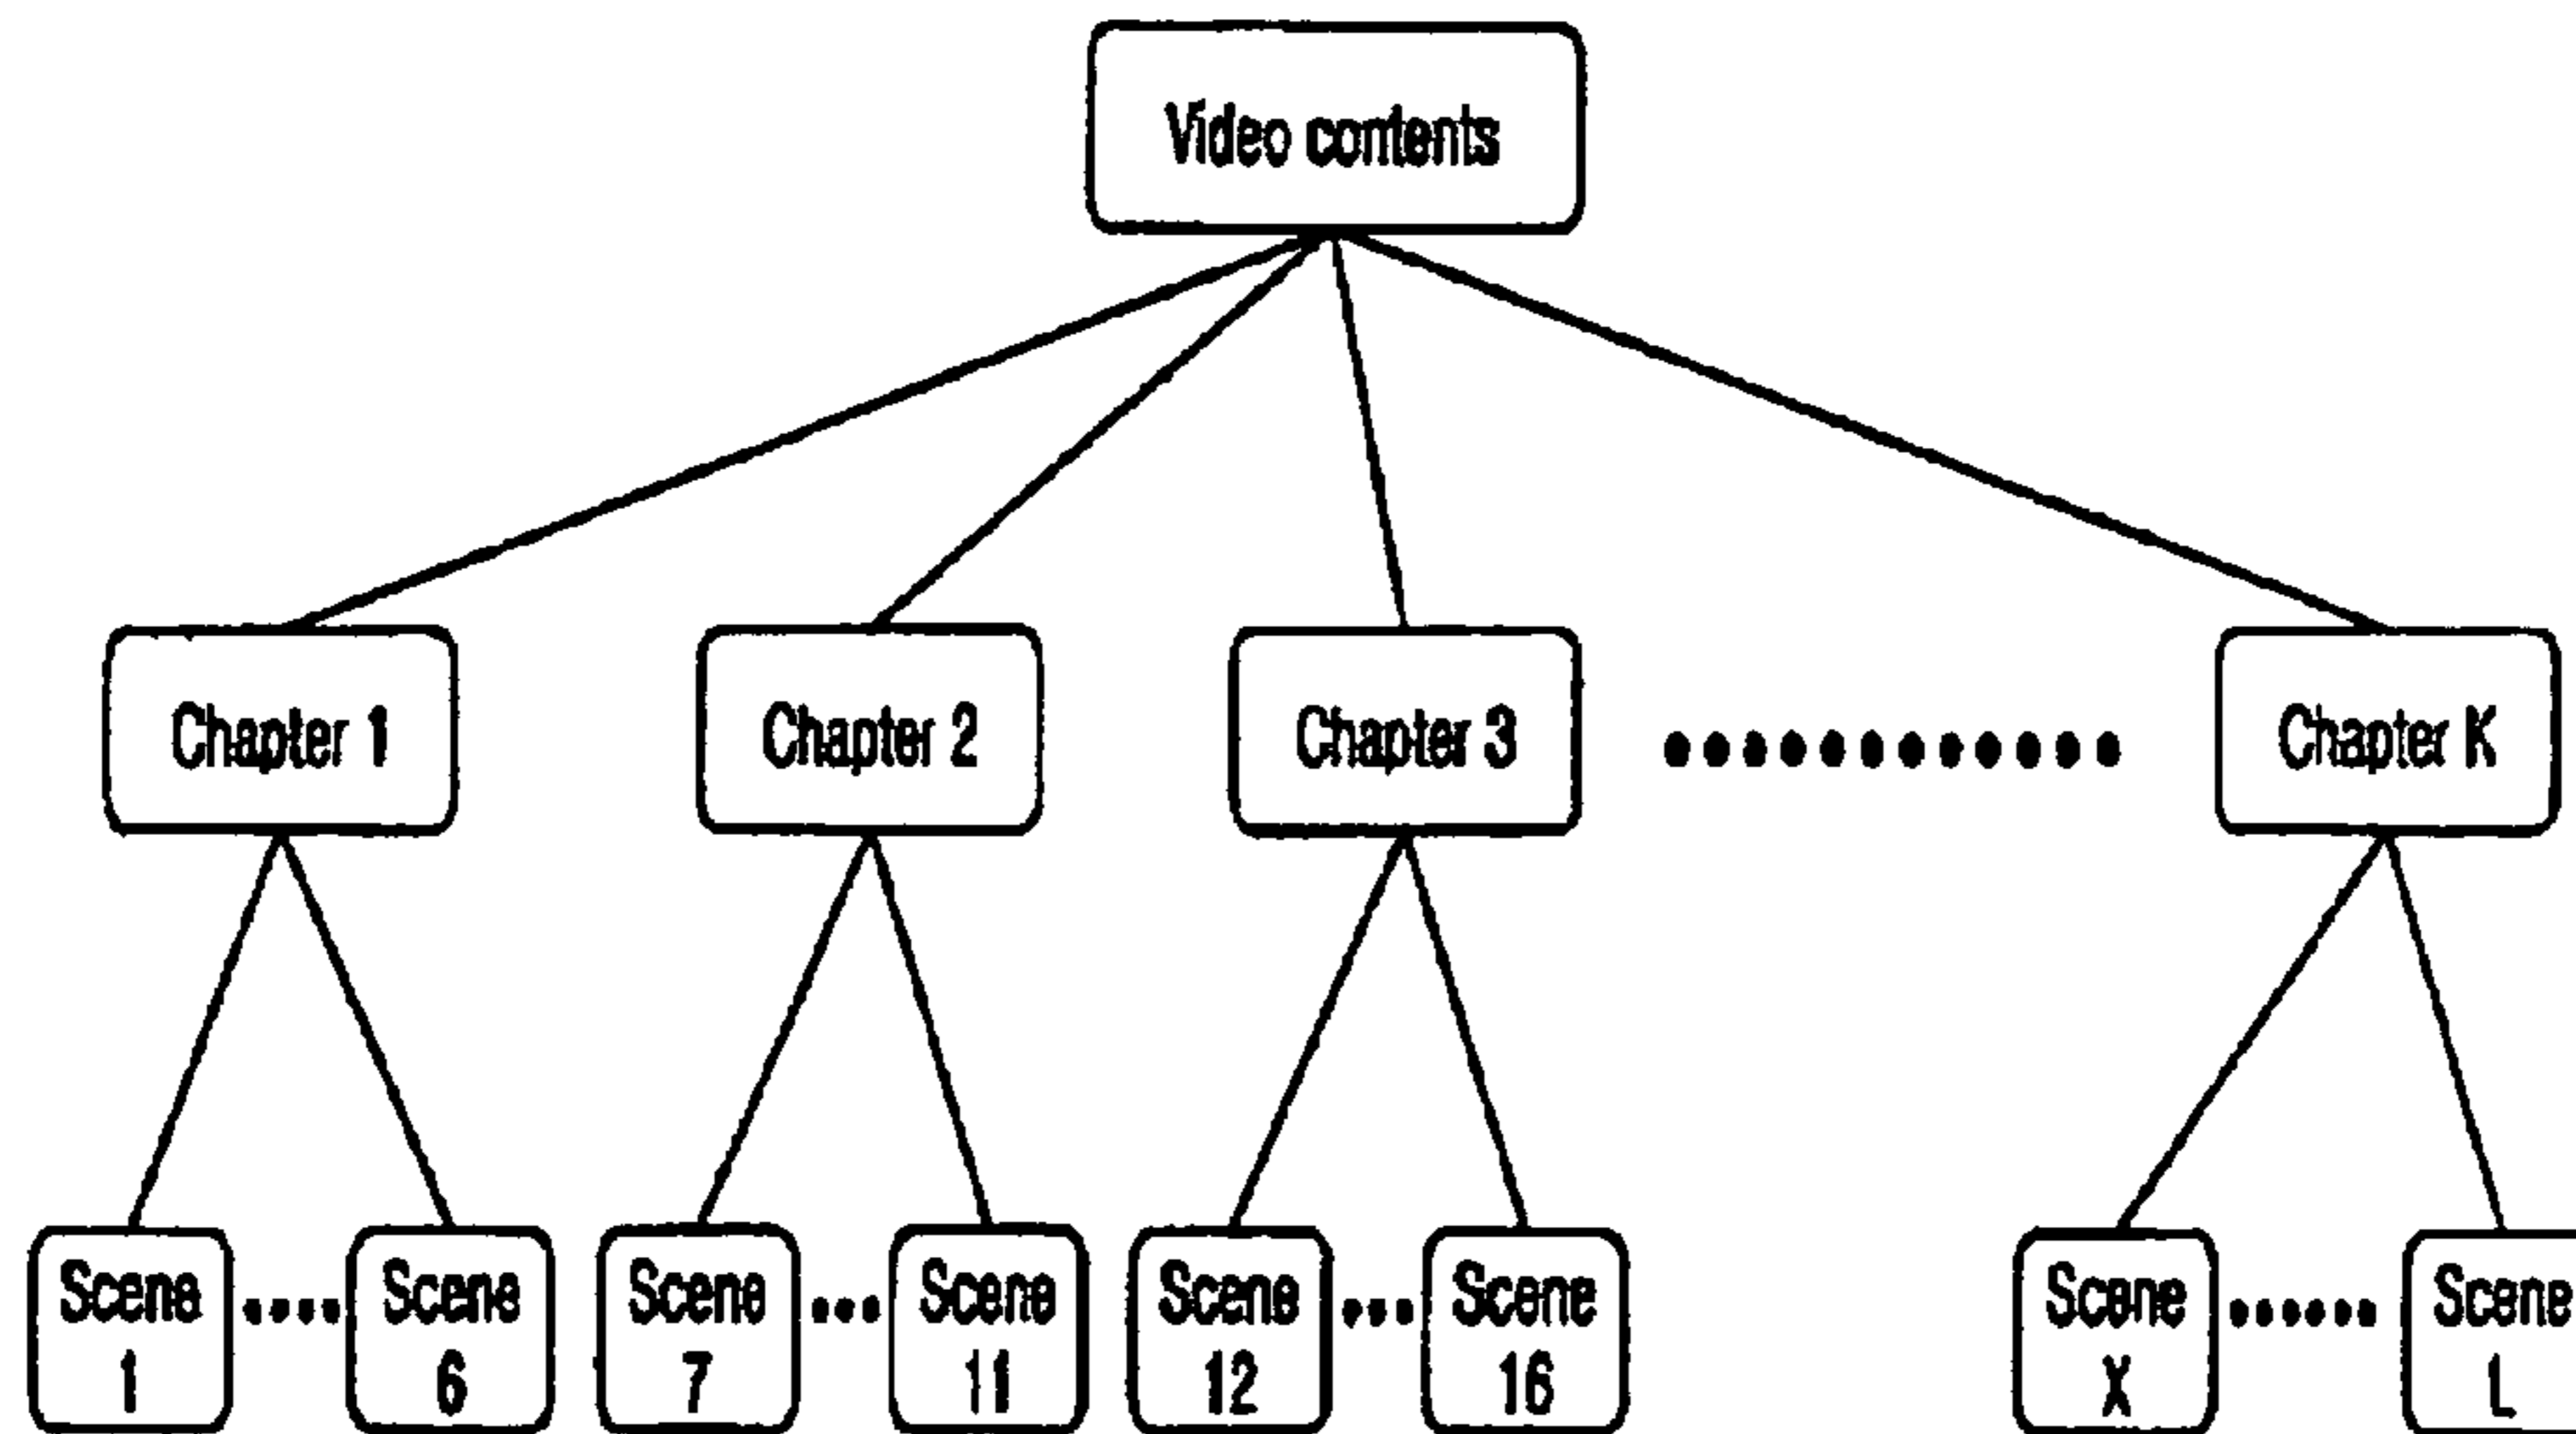 Video contents
Chapter 1
Chapter 2
Chapter 3
Chapter K
Scene
1
Scene
6
Scene
7
Scene
11
Scene
12
Scene
16
Scene
X
Scene
L